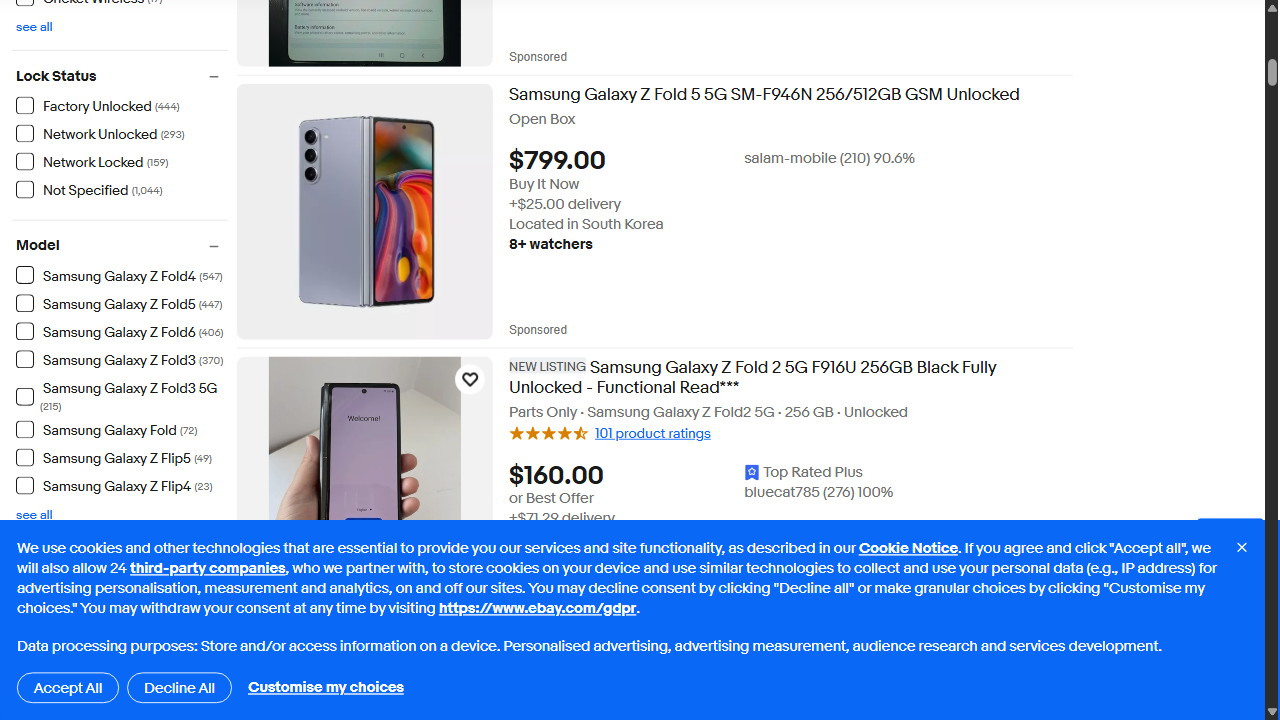 Cricket Wireless
see all
Lock Status
Factory Unlocked (444)
Network Unlocked (293)
Network Locked (159)
Not Specified (1,044)
Model
Samsung Galaxy Z Fold4 (547)
Samsung Galaxy Z Fold5 (447)
Samsung Galaxy Z Fold6 (406)
Samsung Galaxy Z Fold3 (370)
Samsung Galaxy Z Fold3 5G
(215)
Samsung Galaxy Fold (72)
Samsung Galaxy Z Flip5 (49)
Samsung Galaxy Z Flip4 (23)
see all
Software information
Battery information
Sponsored
Samsung Galaxy Z Fold 5 5G SM-F946N 256/512GB GSM Unlocked
Open Box
$799.00
Buy It Now
+$25.00 delivery
Located in South Korea
8+ watchers
salam-mobile (210) 90.6%
Sponsored
Welcome!
English
NEW LISTING Samsung Galaxy Z Fold 2 5G F916U 256GB Black Fully
Unlocked - Functional Read***
Parts Only · Samsung Galaxy Z Fold2 5G · 256 GB · Unlocked
101 product ratings
$160.00
or Best Offer
+$71.29 delivery
Top Rated Plus
bluecat785 (276) 100%
We use cookies and other technologies that are essential to provide you our services and site functionality, as described in our Cookie Notice. If you agree and click "Accept all", we
will also allow 24 third-party companies, who we partner with, to store cookies on your device and use similar technologies to collect and use your personal data (e.g., IP address) for
advertising personalisation, measurement and analytics, on and off our sites. You may decline consent by clicking "Decline all" or make granular choices by clicking "Customise my
choices." You may withdraw your consent at any time by visiting https://www.ebay.com/gdpr.
Data processing purposes: Store and/or access information on a device. Personalised advertising, advertising measurement, audience research and services development.
Accept All
Decline All
Customise my choices